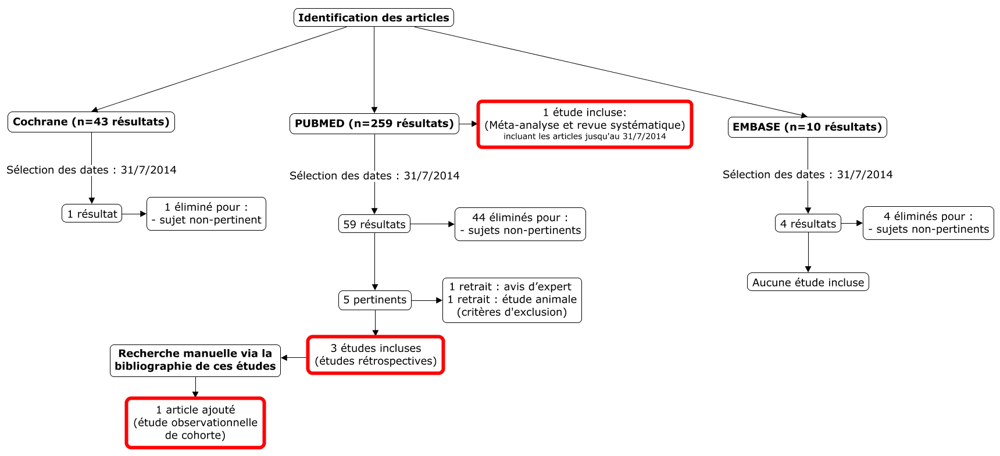 Identification des articles
Cochrane (n=43 résultats)
Sélection des dates : 31/7/2014
1 résultat
1 éliminé pour :
- sujet non-pertinent
PUBMED (n=259 résultats)
1 étude incluse:
(Méta-analyse et revue systématique)
incluant les articles jusqu'au 31/7/2014
Sélection des dates : 31/7/2014
59 résultats
44 éliminés pour :
- sujets non-pertinents
5 pertinents
1 retrait : avis d’expert
1 retrait : étude animale
(critères d'exclusion)
3 études incluses
(études rétrospectives)
Recherche manuelle via la
bibliographie de ces études
1 article ajouté
(étude observationnelle
de cohorte)
EMBASE (n=10 résultats)
Sélection des dates : 31/7/2014
4 résultats
4 éliminés pour :
- sujets non-pertinents
Aucune étude incluse